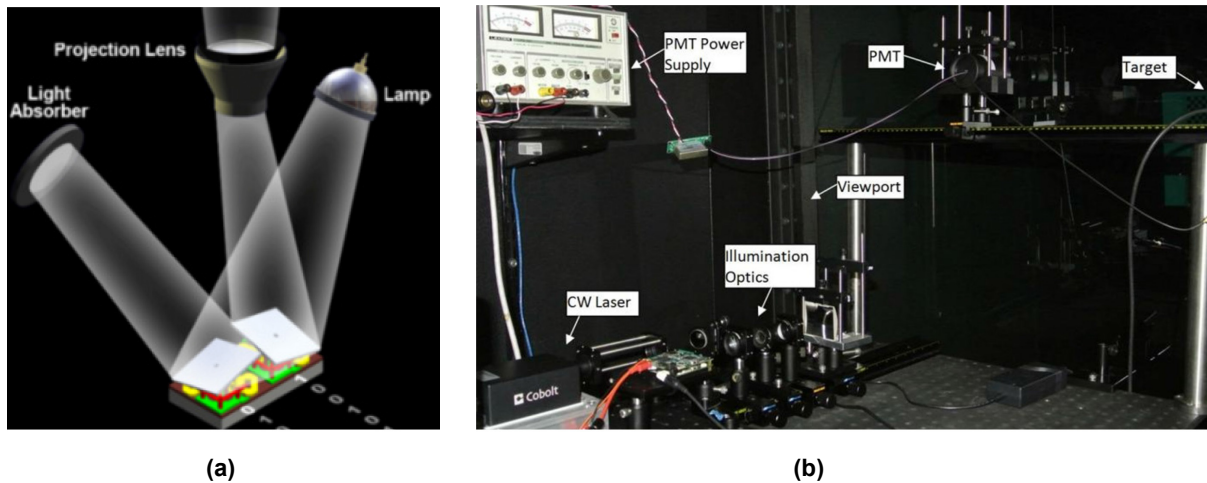 Projection Lens
Light
Absorber
Lamp
PMT Power
Supply
PMT
Target
Viewport
Illumination
Optics
CW Laser
Cobolt
(a)
(b)